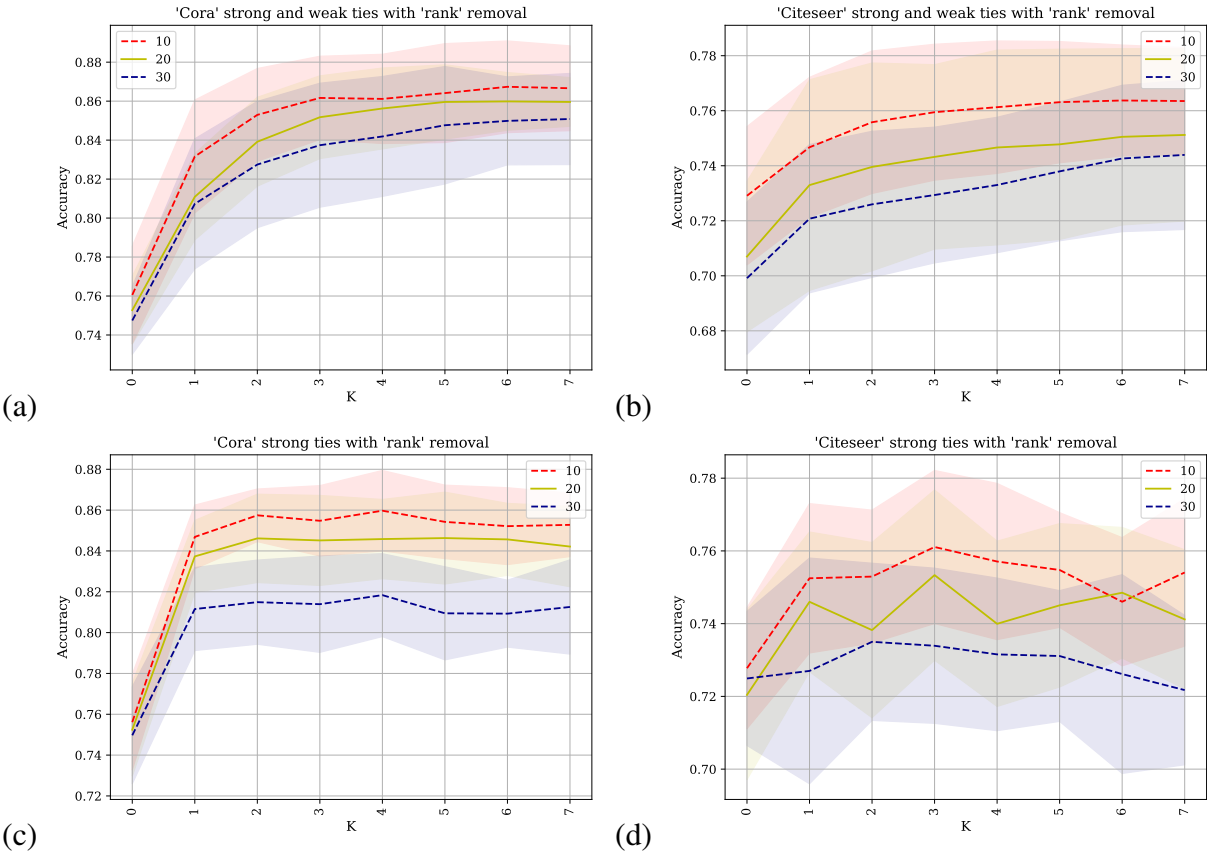 'Cora' strong and weak ties with 'rank' removal
10
20
30
0.88
0.86
0.84
0.82
0.80
0.78
0.76
0.74
Accuracy
0 1 2 3 4 5 6 7
K
(a)
'Citeseer' strong and weak ties with 'rank' removal
10
20
30
0.78
0.76
0.74
0.72
0.70
0.68
Accuracy
0 1 2 3 4 5 6 7
K
(b)
'Cora' strong ties with 'rank' removal
10
20
30
0.88
0.86
0.84
0.82
0.80
0.78
0.76
0.74
0.72
Accuracy
0 1 2 3 4 5 6 7
K
(c)
'Citeseer' strong ties with 'rank' removal
10
20
30
0.78
0.76
0.74
0.72
0.70
Accuracy
0 1 2 3 4 5 6 7
K
(d)